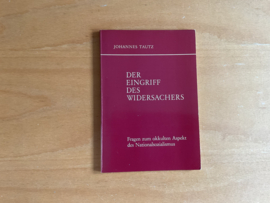 JOHANNES TAUTZ
DER
EINGRIFF
DES
WIDERSACHERS
Fragen zum okkulten Aspekt
des Nationalsozialismus